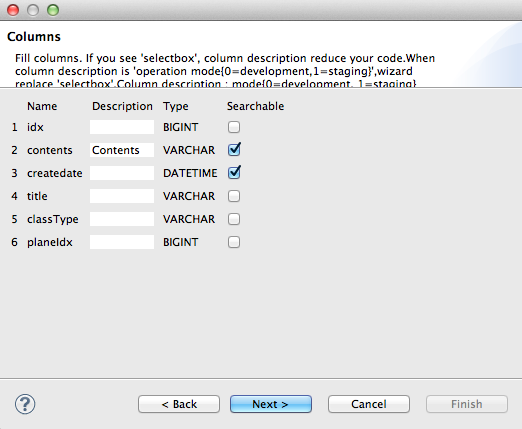 Columns
Fill columns. If you see 'selectbox', column description reduce your code.When
column description is 'operation mode{0=development,1=staging}',wizard
replace 'selectbox'.Column description : mode{0=development, 1=staging}
Name Description Type Searchable
1 idx BIGINT
2 contents Contents VARCHAR
3 createdate DATETIME
4 title VARCHAR
5 classType VARCHAR
6 planeIdx BIGINT
? < Back Next > Cancel Finish